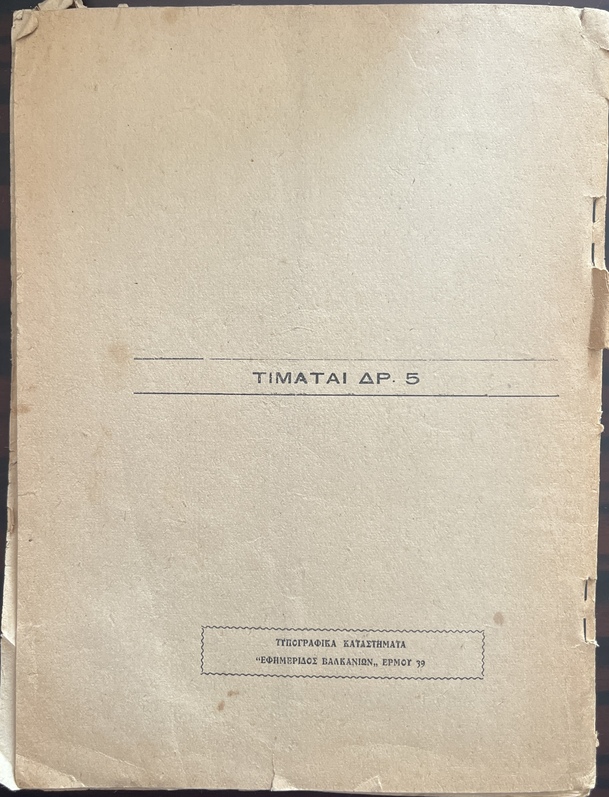 ΤΙΜΑΤΑΙ ΔΡ. 5
ΤΥΠΟΓΡΑΦΙΚΑ ΚΑΤΑΣΤΗΜΑΤΑ
“ΕΦΗΜΕΡΙΔΟΣ ΒΑΛΚΑΝΙΩΝ„ ΕΡΜΟΥ 39